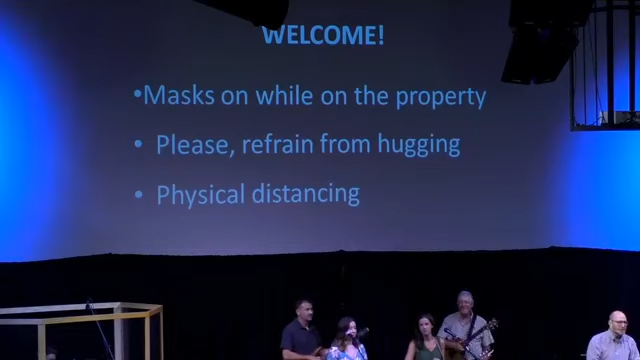 WELCOME!
•Masks on while on the property
• Please, refrain from hugging
• Physical distancing